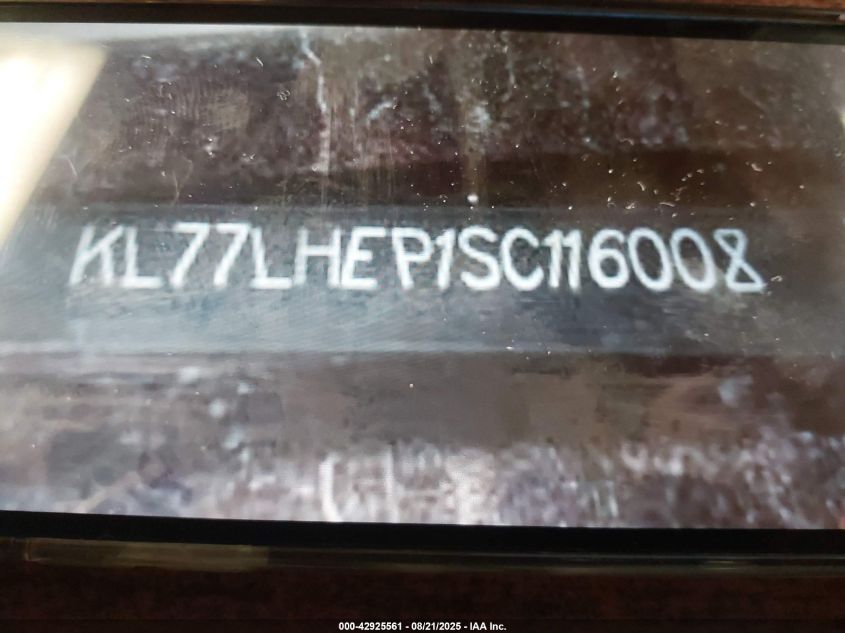 KL77LHEP1SC116008
000-42925561 - 08/21/2025 - IAA Inc.